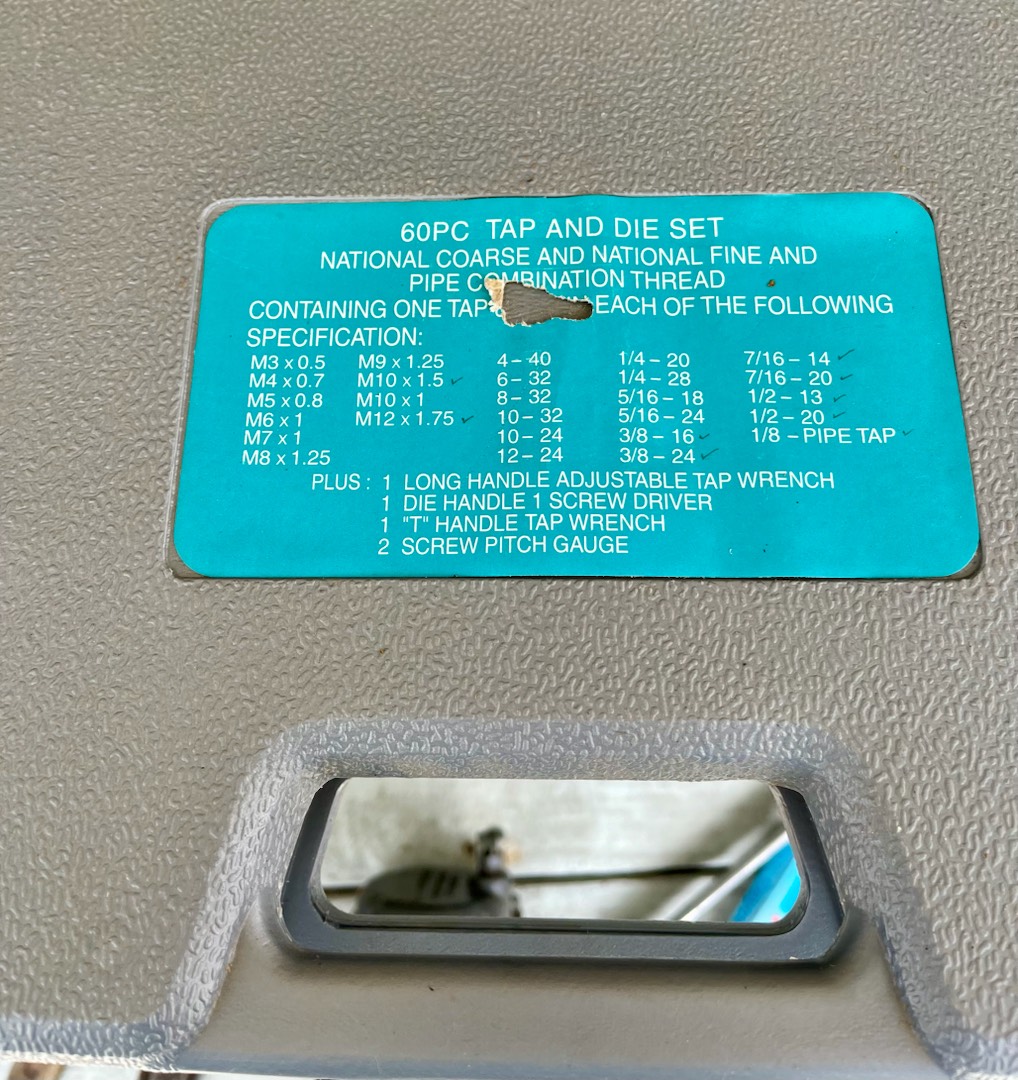 60PC TAP AND DIE SET
NATIONAL COARSE AND NATIONAL FINE AND
PIPE COMBINATION THREAD
CONTAINING ONE TAP EACH OF THE FOLLOWING
SPECIFICATION:
M3 x 0.5 M9 x 1.25 4 – 40 1/4 – 20 7/16 – 14
M4 x 0.7 M10 x 1.5 6 – 32 1/4 – 28 7/16 – 20
M5 x 0.8 M10 x 1 8 – 32 5/16 – 18 1/2 – 13
M6 x 1 M12 x 1.75 10 – 32 5/16 – 24 1/2 – 20
M7 x 1 10 – 24 3/8 – 16 1/8 – PIPE TAP
M8 x 1.25 12 – 24 3/8 – 24
PLUS : 1 LONG HANDLE ADJUSTABLE TAP WRENCH
1 DIE HANDLE 1 SCREW DRIVER
1 "T" HANDLE TAP WRENCH
2 SCREW PITCH GAUGE